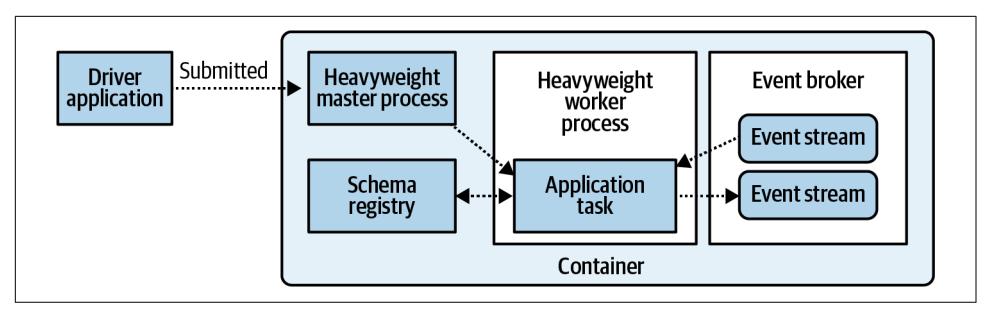 Driver
application
Submitted
Heavyweight
master process
Schema
registry
Heavyweight
worker
process
Application
task
Event broker
Event stream
Event stream
Container